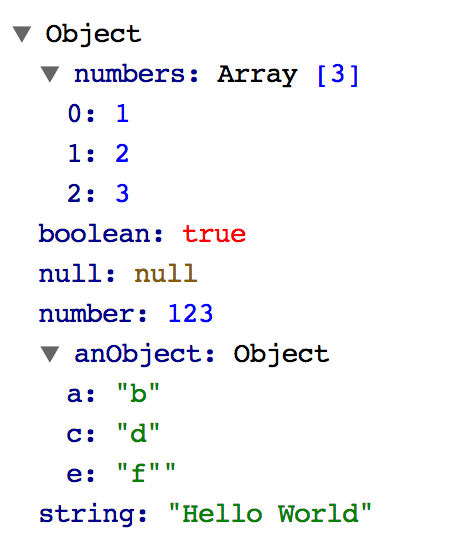 Object
numbers: Array [3]
0: 1
1: 2
2: 3
boolean: true
null: null
number: 123
anObject: Object
a: "b"
c: "d"
e: "f""
string: "Hello World"